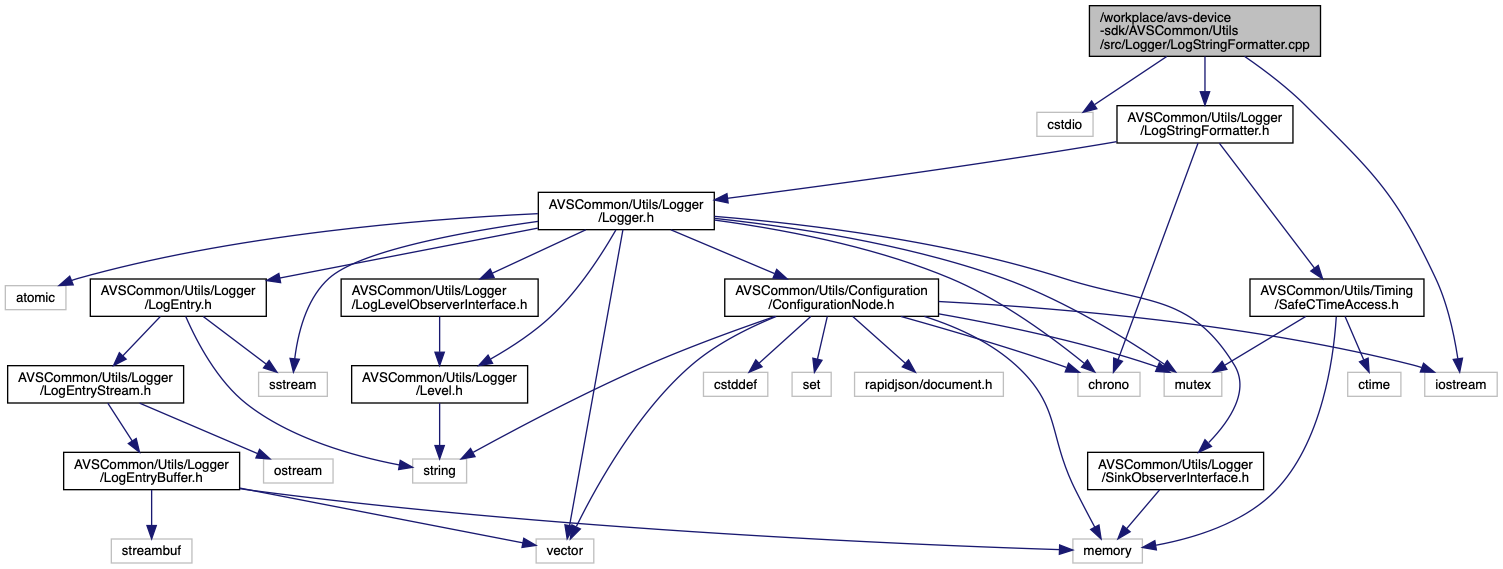 /workplace/avs-device
-sdk/AVSCommon/Utils
/src/Logger/LogStringFormatter.cpp
cstdio
AVSCommon/Utils/Logger
/LogStringFormatter.h
AVSCommon/Utils/Logger
/Logger.h
atomic
AVSCommon/Utils/Logger
/LogEntry.h
AVSCommon/Utils/Logger
/LogLevelObserverInterface.h
AVSCommon/Utils/Configuration
/ConfigurationNode.h
AVSCommon/Utils/Timing
/SafeCTimeAccess.h
AVSCommon/Utils/Logger
/LogEntryStream.h
sstream
AVSCommon/Utils/Logger
/Level.h
cstddef
set
rapidjson/document.h
chrono
mutex
ctime
iostream
AVSCommon/Utils/Logger
/LogEntryBuffer.h
ostream
string
AVSCommon/Utils/Logger
/SinkObserverInterface.h
streambuf
vector
memory